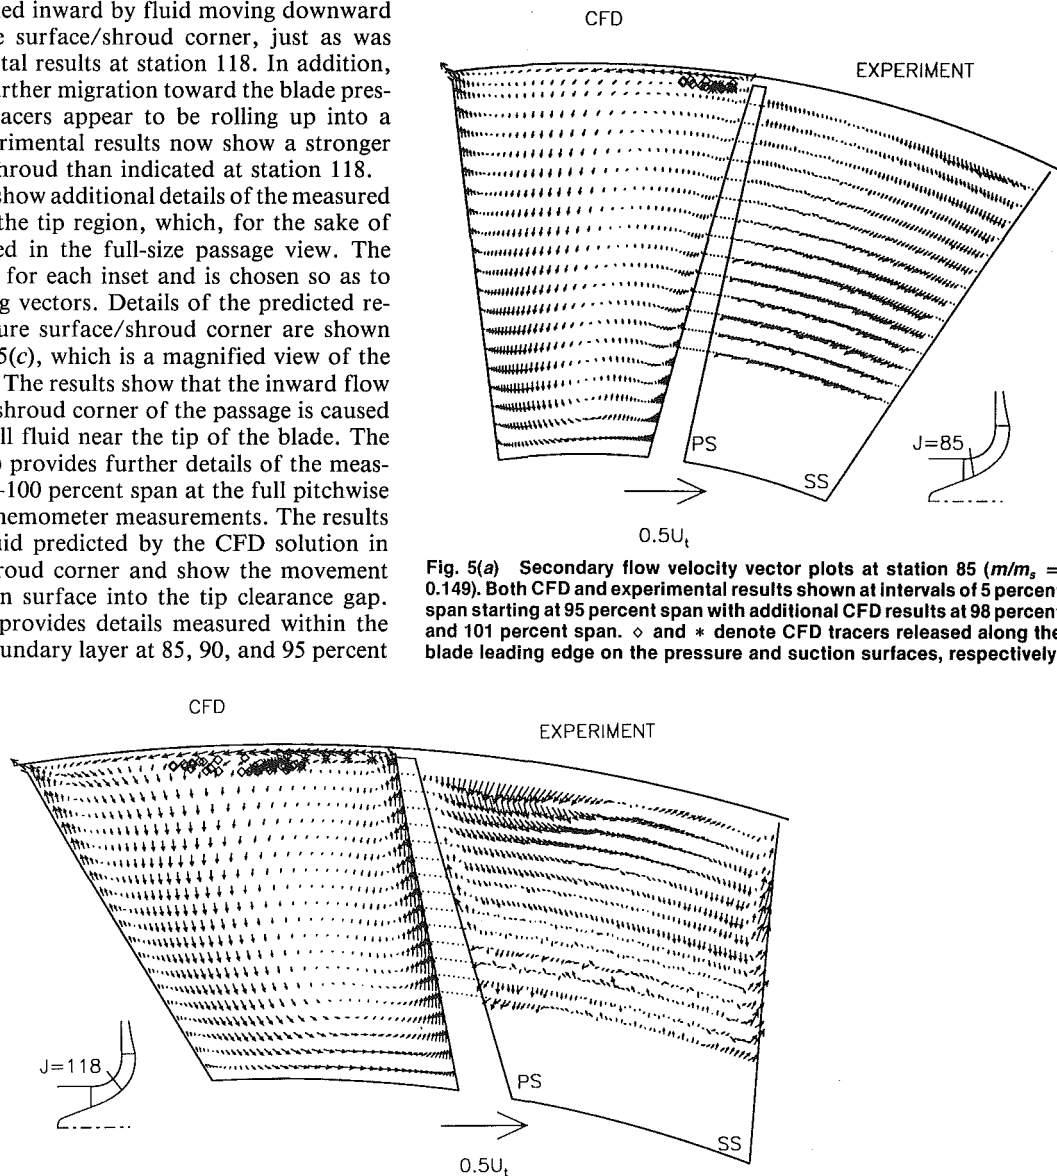 ed inward by fluid moving downward
e surface/shroud corner, just as was
tal results at station 118. In addition,
rther migration toward the blade pres-
acers appear to be rolling up into a
rimental results now show a stronger
hroud than indicated at station 118.
show additional details of the measured
the tip region, which, for the sake of
ed in the full-size passage view. The
for each inset and is chosen so as to
g vectors. Details of the predicted re-
ure surface/shroud corner are shown
5(c), which is a magnified view of the
The results show that the inward flow
shroud corner of the passage is caused
ll fluid near the tip of the blade. The
provides further details of the meas-
-100 percent span at the full pitchwise
nemometer measurements. The results
uid predicted by the CFD solution in
roud corner and show the movement
n surface into the tip clearance gap.
provides details measured within the
undary layer at 85, 90, and 95 percent
CFD
EXPERIMENT
PS
SS
J=85
0.5Ut
Fig. 5(a) Secondary flow velocity vector plots at station 85 (m/ms =
0.149). Both CFD and experimental results shown at intervals of 5 percent
span starting at 95 percent span with additional CFD results at 98 percent
and 101 percent span. ◇ and * denote CFD tracers released along the
blade leading edge on the pressure and suction surfaces, respectively
CFD
EXPERIMENT
J=118
PS
SS
0.5Ut